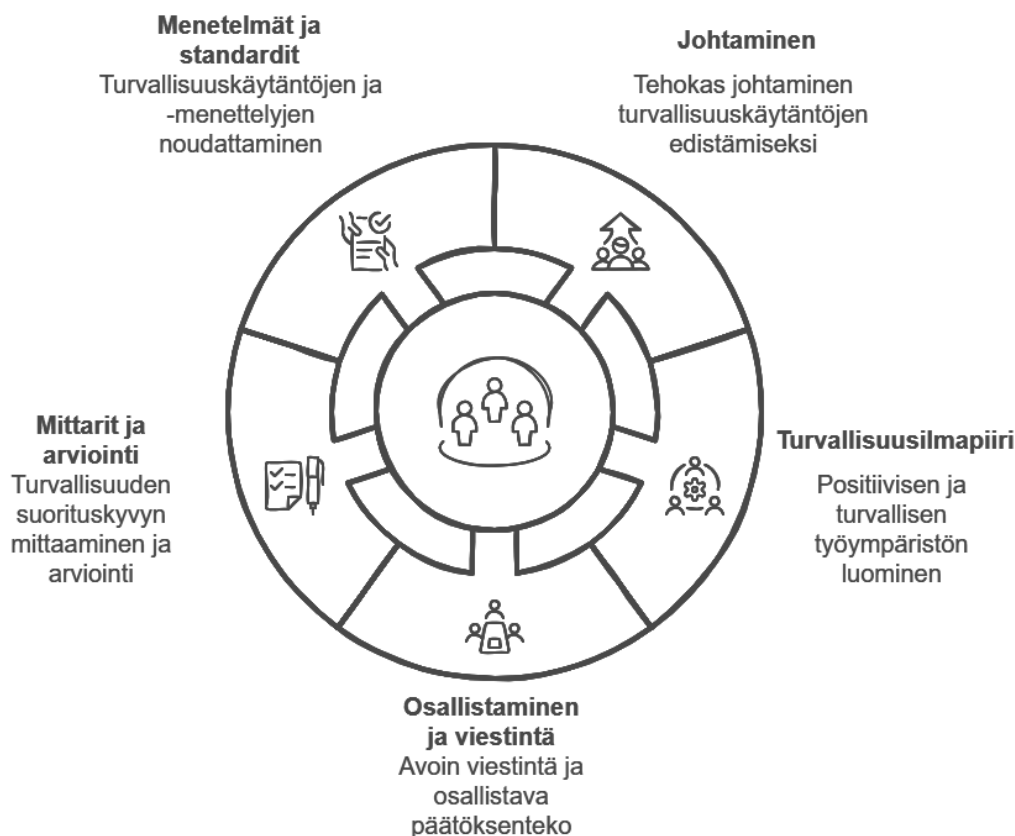 Menetelmät ja
standardit
Turvallisuuskäytäntöjen ja
-menettelyjen
noudattaminen
Johtaminen
Tehokas johtaminen
turvallisuuskäytäntöjen
edistämiseksi
Mittarit ja
arviointi
Turvallisuuden
suorituskyvyn
mittaaminen ja
arviointi
Turvallisuusilmapiiri
Positiivisen ja
turvallisen
työympäristön
luominen
Osallistaminen
ja viestintä
Avoin viestintä ja
osallistava
päätöksenteko